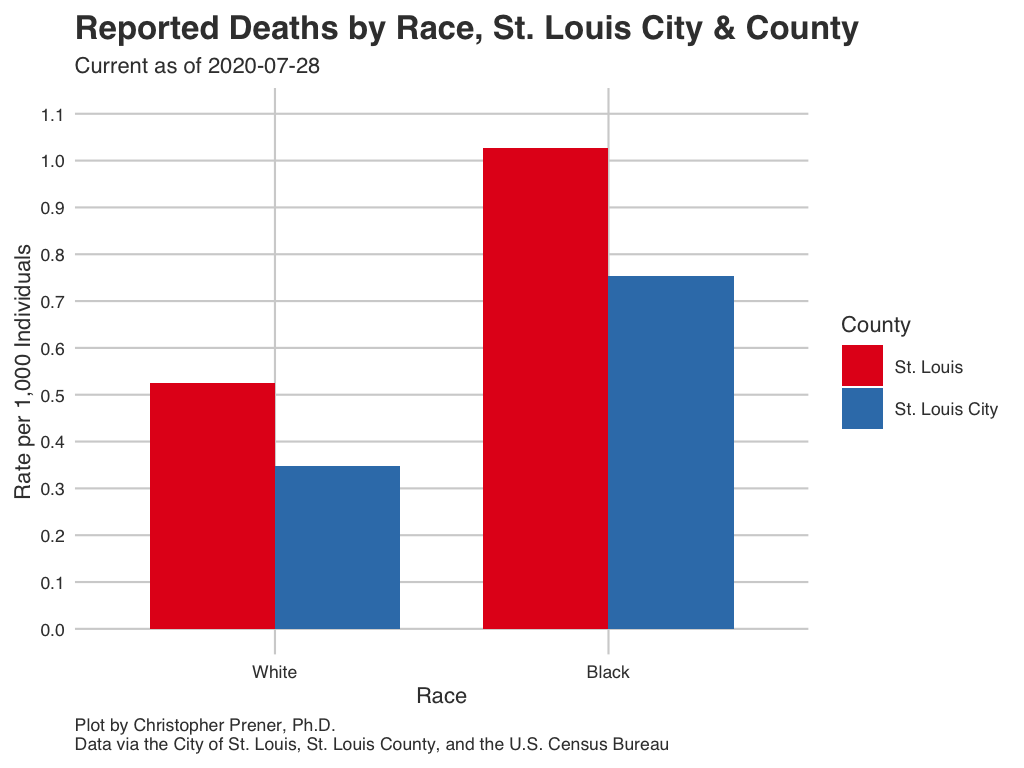 Reported Deaths by Race, St. Louis City & County
Current as of 2020-07-28
Rate per 1,000 Individuals
1.1
1.0
0.9
0.8
0.7
0.6
0.5
0.4
0.3
0.2
0.1
0.0
White
Black
Race
County
St. Louis
St. Louis City
Plot by Christopher Prener, Ph.D.
Data via the City of St. Louis, St. Louis County, and the U.S. Census Bureau